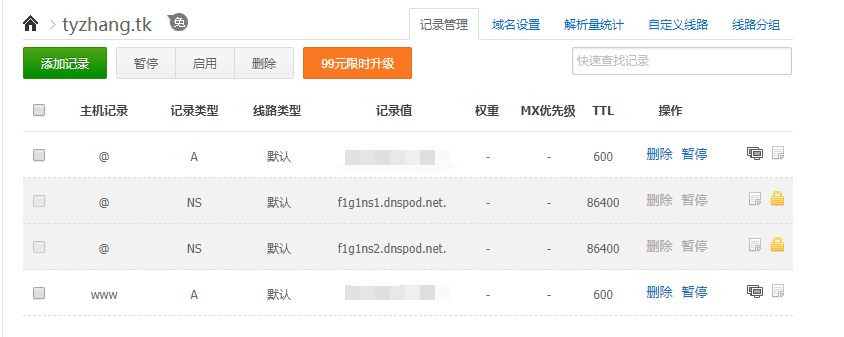 tyzhang.tk 免
记录管理 域名设置 解析量统计 自定义线路 线路分组
添加记录 暂停 启用 删除 99元限时升级 快速查找记录
主机记录 记录类型 线路类型 记录值 权重 MX优先级 TTL 操作
@ A 默认 - - 600 删除 暂停
@ NS 默认 f1g1ns1.dnspod.net. - - 86400 删除 暂停
@ NS 默认 f1g1ns2.dnspod.net. - - 86400 删除 暂停
www A 默认 - - 600 删除 暂停